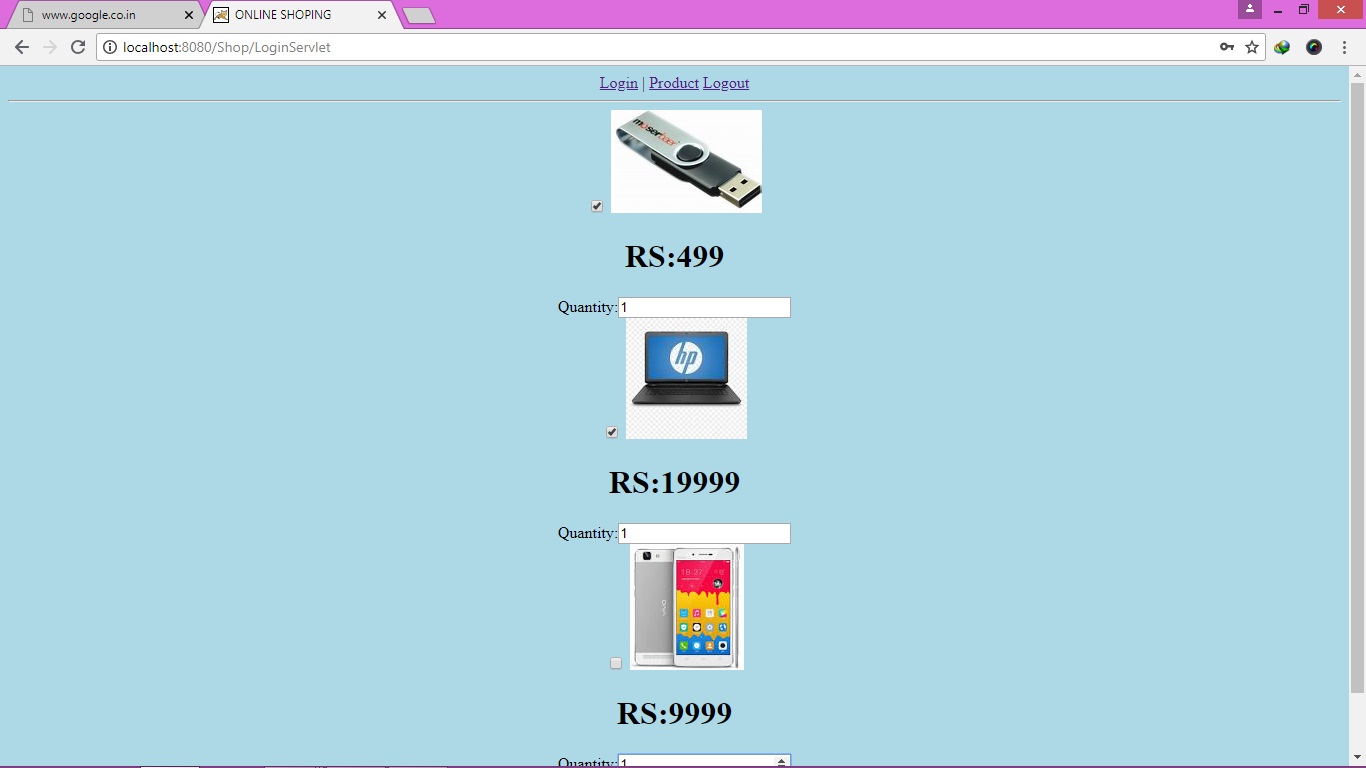 www.google.co.in
ONLINE SHOPING
localhost:8080/Shop/LoginServlet
Login | Product Logout
moserbaer
RS:499
Quantity:1
hp
RS:19999
Quantity:1
18:37
vivo
RS:9999
Quantity:1